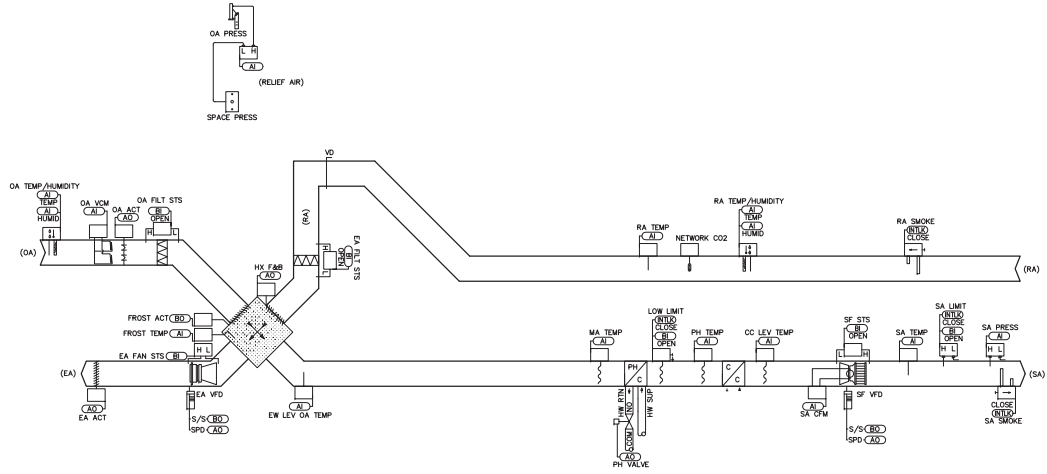 OA PRESS
L H
AI
(RELIEF AIR)
SPACE PRESS
VD
OA TEMP/HUMIDITY
AI
TEMP
AI
HUMID
OA VCM
AI
OA ACT
AO
OA FILT STS
BI
OPEN
H L
(OA)
(RA)
H
L
EA FILT STS
BI
OPEN
HX F&B
AO
RA TEMP
AI
NETWORK CO2
RA TEMP/HUMIDITY
AI
TEMP
AI
HUMID
RA SMOKE
INTLK
CLOSE
(RA)
FROST ACT BO
FROST TEMP AI
EA FAN STS BI
H L
(EA)
AO
EA ACT
EA VFD
S/S BO
SPD AO
AI
EW LEV OA TEMP
MA TEMP
AI
LOW LIMIT
INTLK
CLOSE
BI
OPEN
PH TEMP
AI
CC LEV TEMP
AI
PH
C
C
C
HW RTN
HW SUP
NO
COM
AO
PH VALVE
SF STS
BI
OPEN
L H
AI
SA CFM
SF VFD
S/S BO
SPD AO
SA TEMP
AI
SA LIMIT
INTLK
CLOSE
BI
OPEN
H L
SA PRESS
AI
H L
(SA)
CLOSE
INTLK
SA SMOKE